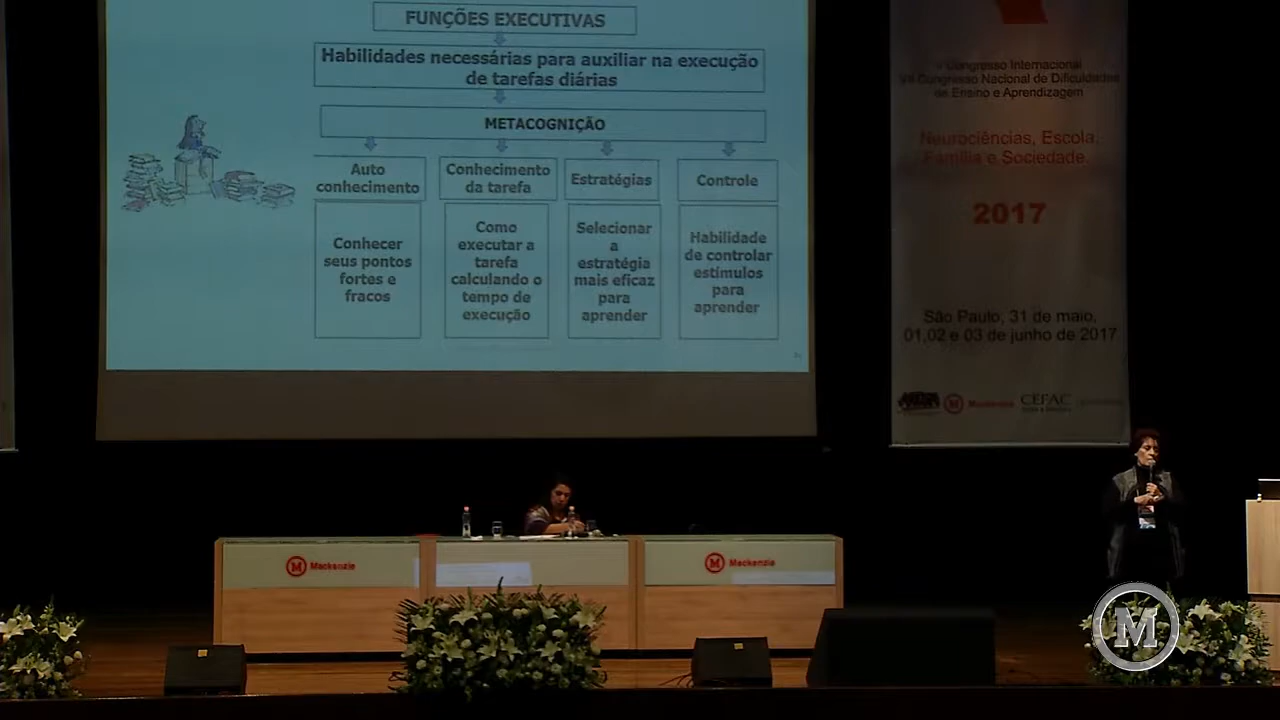 FUNÇÕES EXECUTIVAS
Habilidades necessárias para auxiliar na execução
de tarefas diárias
METACOGNIÇÃO
Auto
conhecimento
Conhecimento
da tarefa
Estratégias
Controle
Conhecer
seus pontos
fortes e
fracos
Como
executar a
tarefa
calculando o
tempo de
execução
Selecionar
a
estratégia
mais eficaz
para
aprender
Habilidade
de controlar
estímulos
para
aprender
Congresso Internacional
Congresso Nacional de Dificuldades
de Ensino e Aprendizagem
Neurociências, Escola,
Família e Sociedade.
2017
São Paulo, 31 de maio,
01,02 e 03 de junho de 2017
M Mackenzie
CEFAC
M Mackenzie
M Mackenzie
M